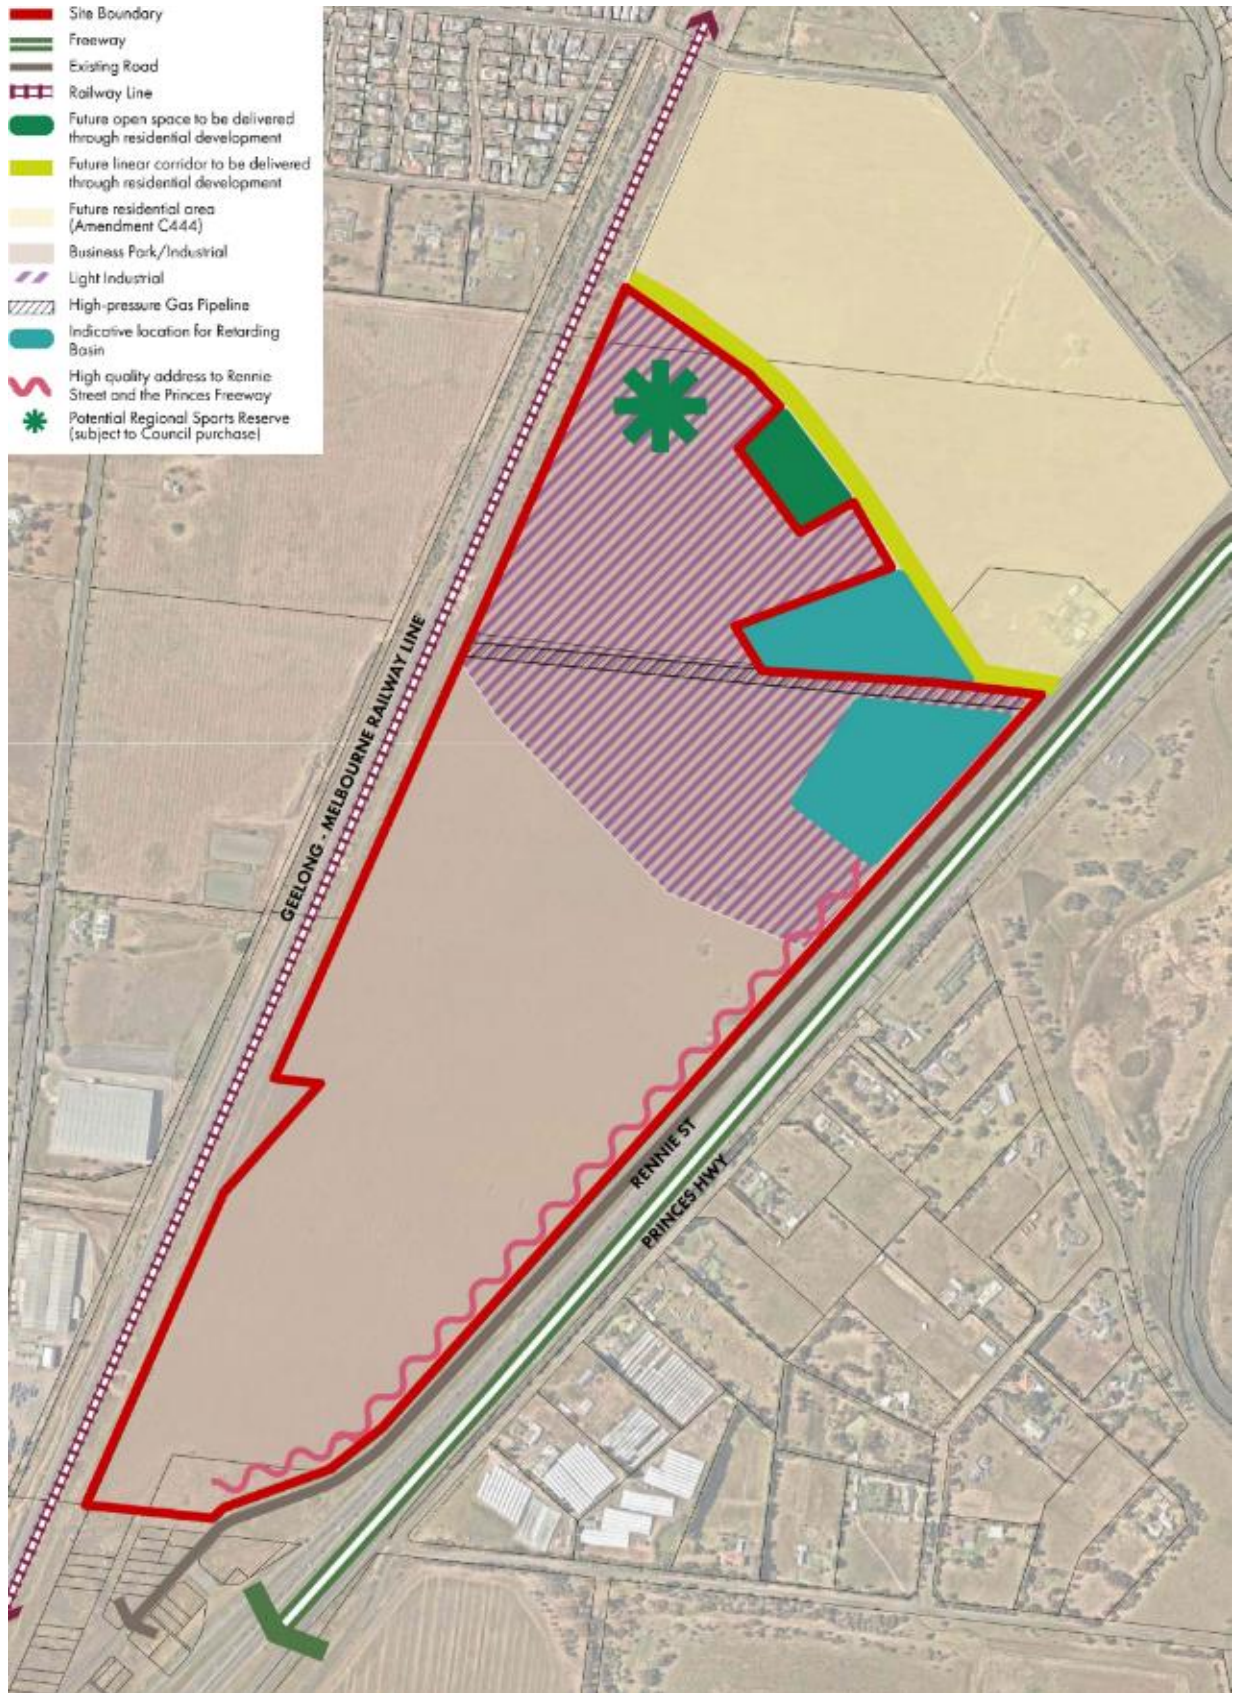 Site Boundary
Freeway
Existing Road
Railway Line
Future open space to be delivered
through residential development
Future linear corridor to be delivered
through residential development
Future residential area
(Amendment C444)
Business Park/Industrial
Light Industrial
High-pressure Gas Pipeline
Indicative location for Retarding
Basin
High quality address to Rennie
Street and the Princes Freeway
Potential Regional Sports Reserve
(subject to Council purchase)
GEELONG - MELBOURNE RAILWAY LINE
RENNIE ST
PRINCES HWY